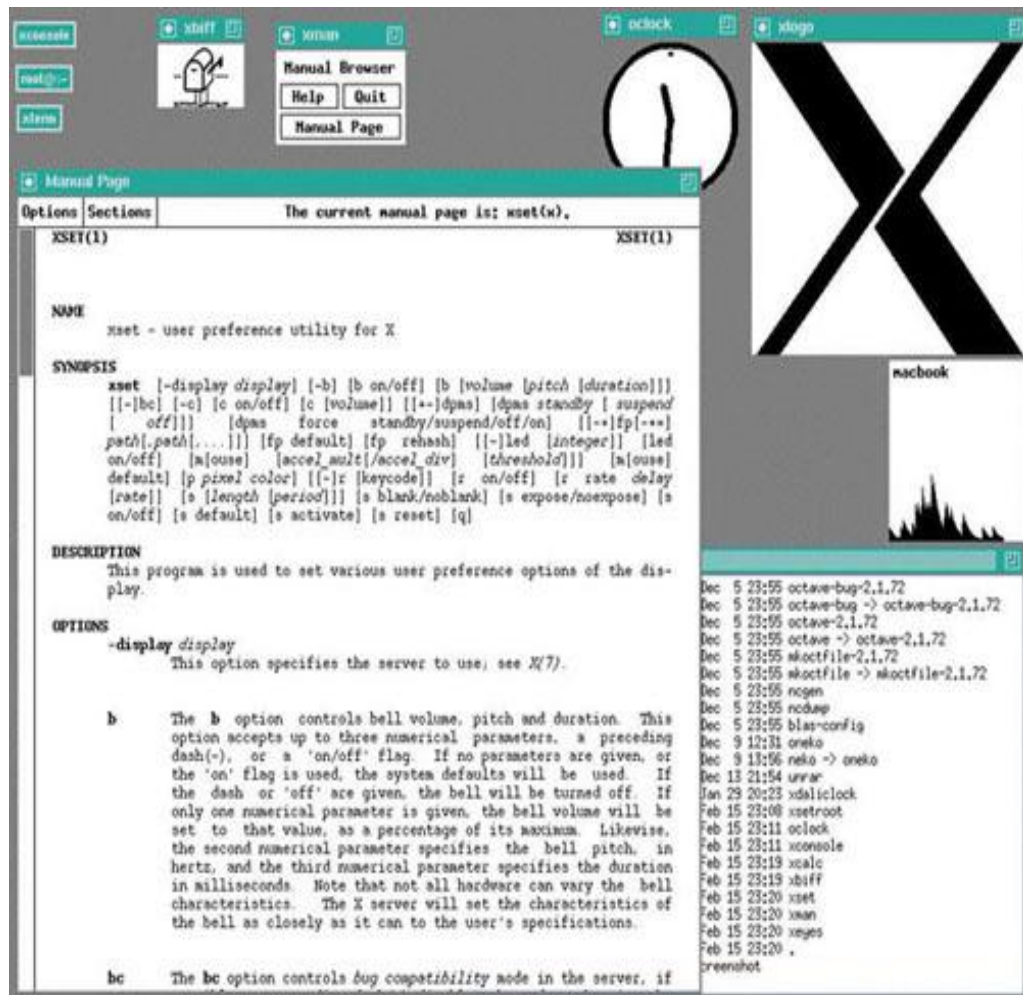 xconsole
xbiff
xman
oclock
xlogo
root@:~
xterm
Manual Browser
Help Quit
Manual Page
Manual Page
Options Sections The current manual page is: xset(x).
XSET(1) XSET(1)
NAME
xset - user preference utility for X
SYNOPSIS
xset [-display display] [-b] [b on/off] [b [volume [pitch [duration]]]
[[-]bc] [-c] [c on/off] [c [volume]] [[+-]dpms] [dpms standby [ suspend
[ off]]] [dpms force standby/suspend/off/on] [[-+]fp[-+=]
path[,path[,...]]] [fp default] [fp rehash] [[-]led [integer]] [led
on/off] [m[ouse] [accel_mult[/accel_div] [threshold]]] [m[ouse]
default] [p pixel color] [[-]r [keycode]] [r on/off] [r rate delay
[rate]] [s [length [period]]] [s blank/noblank] [s expose/noexpose] [s
on/off] [s default] [s activate] [s reset] [q]
DESCRIPTION
This program is used to set various user preference options of the dis-
play.
OPTIONS
-display display
This option specifies the server to use; see X(7).
b The b option controls bell volume, pitch and duration. This
option accepts up to three numerical parameters, a preceding
dash(-), or a 'on/off' flag. If no parameters are given, or
the 'on' flag is used, the system defaults will be used. If
the dash or 'off' are given, the bell will be turned off. If
only one numerical parameter is given, the bell volume will be
set to that value, as a percentage of its maximum. Likewise,
the second numerical parameter specifies the bell pitch, in
hertz, and the third numerical parameter specifies the duration
in milliseconds. Note that not all hardware can vary the bell
characteristics. The X server will set the characteristics of
the bell as closely as it can to the user's specifications.
bc The bc option controls bug compatibility mode in the server, if
macbook
Dec 5 23:55 octave-bug-2.1.72
Dec 5 23:55 octave-bug -> octave-bug-2.1.72
Dec 5 23:55 octave-2.1.72
Dec 5 23:55 octave -> octave-2.1.72
Dec 5 23:55 mkoctfile-2.1.72
Dec 5 23:55 mkoctfile -> mkoctfile-2.1.72
Dec 5 23:55 ncgen
Dec 5 23:55 ncdump
Dec 5 23:55 blas-config
Dec 9 12:31 oneko
Dec 9 13:56 neko -> oneko
Dec 13 21:54 unrar
Jan 29 20:23 xdaliclock
Feb 15 23:08 xsetroot
Feb 15 23:11 oclock
Feb 15 23:11 xconsole
Feb 15 23:19 xcalc
Feb 15 23:19 xbiff
Feb 15 23:20 xset
Feb 15 23:20 xman
Feb 15 23:20 xeyes
Feb 15 23:20 .
creenshot